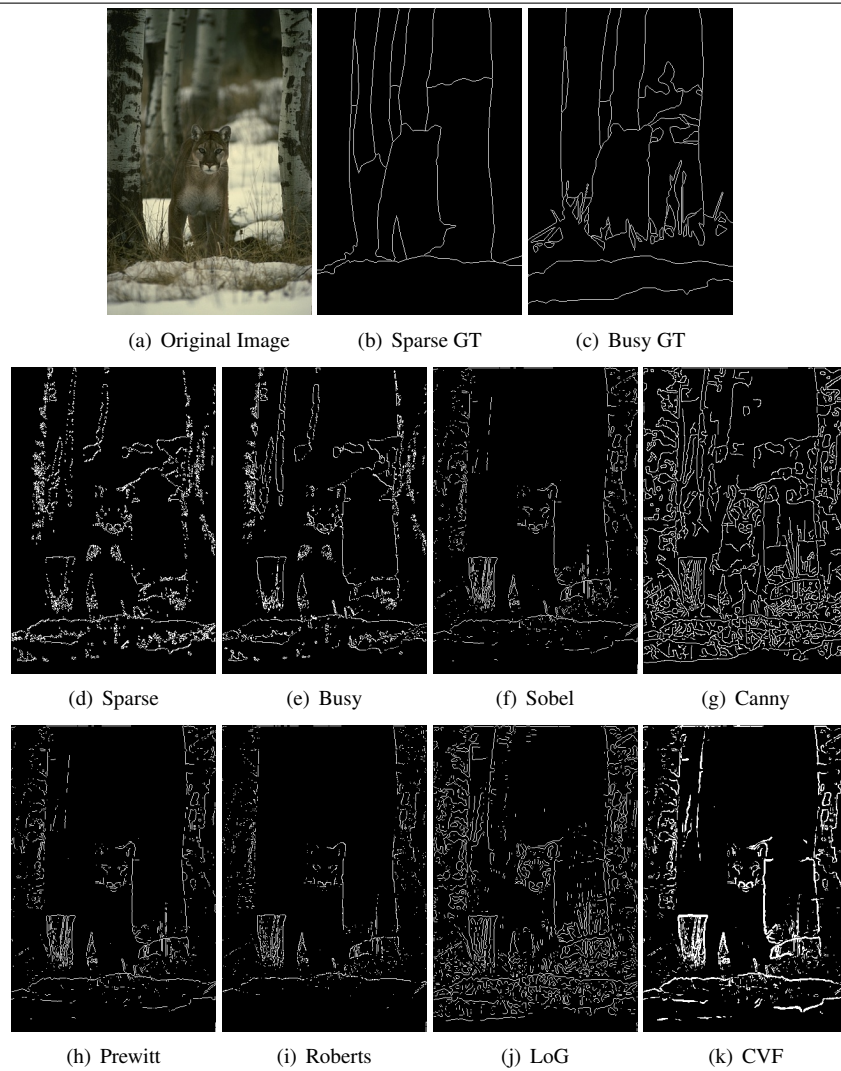 (a) Original Image (b) Sparse GT (c) Busy GT
(d) Sparse (e) Busy (f) Sobel (g) Canny
(h) Prewitt (i) Roberts (j) LoG (k) CVF